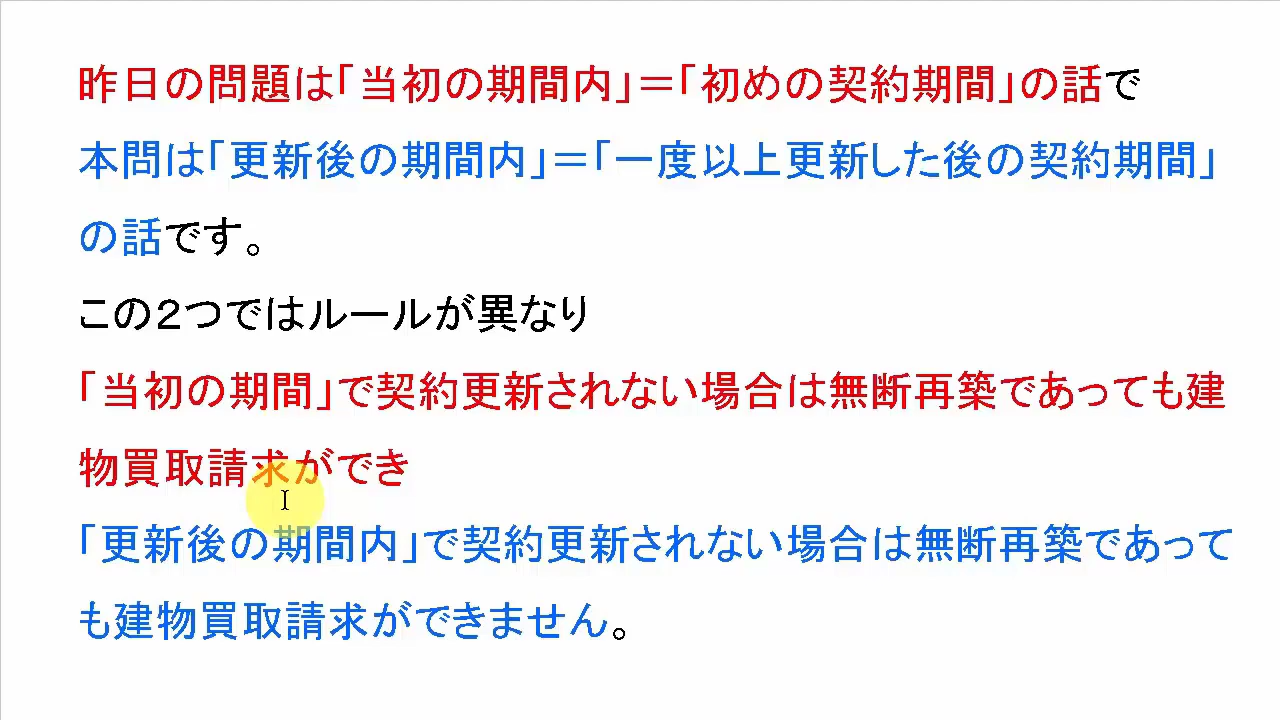 昨日の問題は「当初の期間内」＝「初めの契約期間」の話で
本問は「更新後の期間内」＝「一度以上更新した後の契約期間」
の話です。
この２つではルールが異なり
「当初の期間」で契約更新されない場合は無断再築であっても建
物買取請求ができ
「更新後の期間内」で契約更新されない場合は無断再築であって
も建物買取請求ができません。